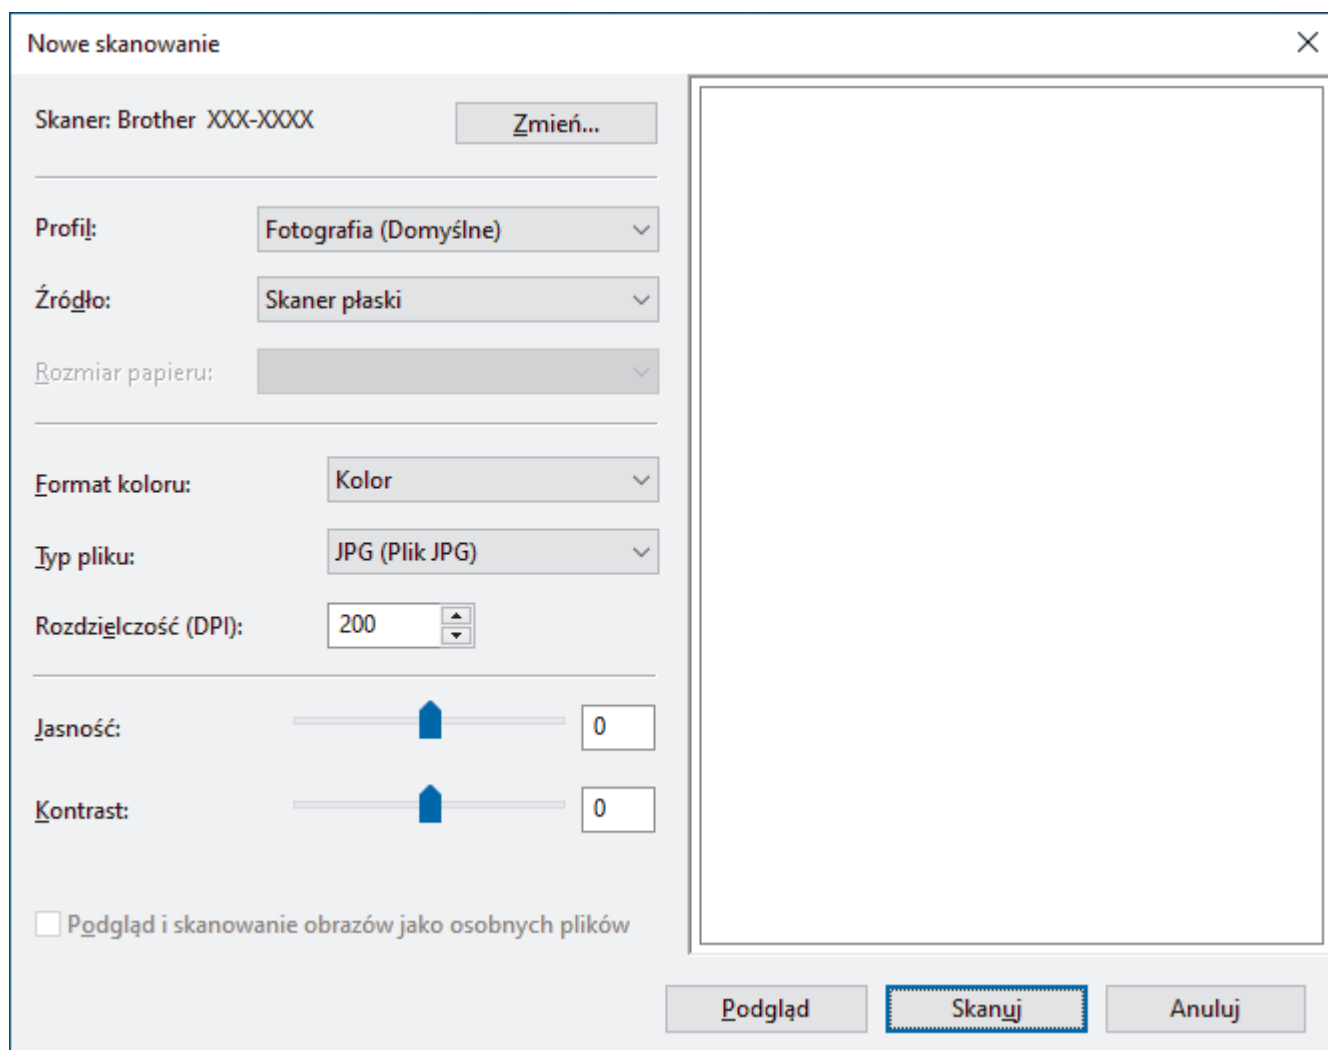 Nowe skanowanie
Skaner: Brother XXX-XXXX
Zmień...
Profil:
Fotografia (Domyślne)
Źródło:
Skaner płaski
Rozmiar papieru:
Format koloru:
Kolor
Typ pliku:
JPG (Plik JPG)
Rozdzielczość (DPI):
200
Jasność:
0
Kontrast:
0
Podgląd i skanowanie obrazów jako osobnych plików
Podgląd
Skanuj
Anuluj